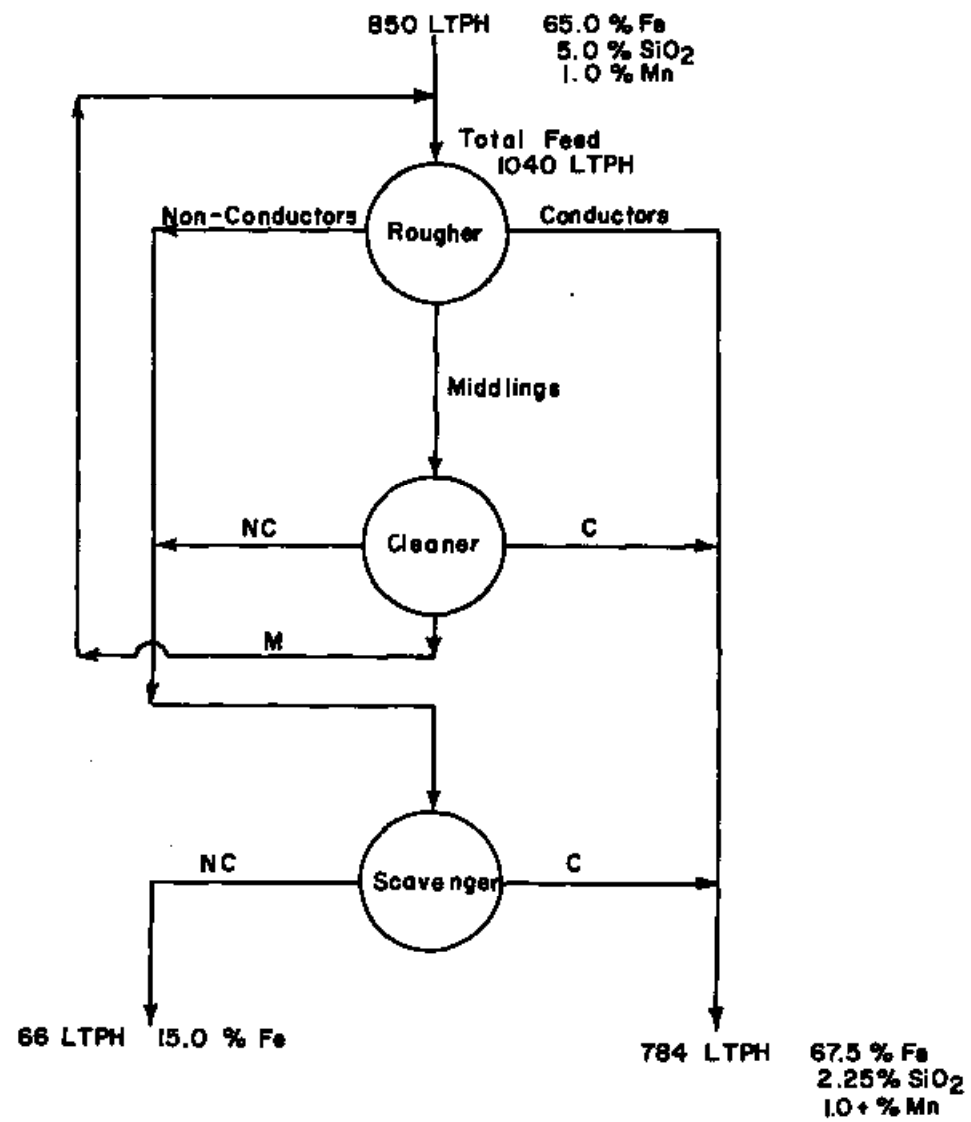 850 LTPH 65.0 % Fe
5.0 % SiO2
1.0 % Mn
Total Feed
1040 LTPH
Non-Conductors
Rougher
Conductors
Middlings
NC
Cleaner
C
M
NC
Scavenger
C
66 LTPH 15.0 % Fe
784 LTPH 67.5 % Fe
2.25% SiO2
1.0+ % Mn